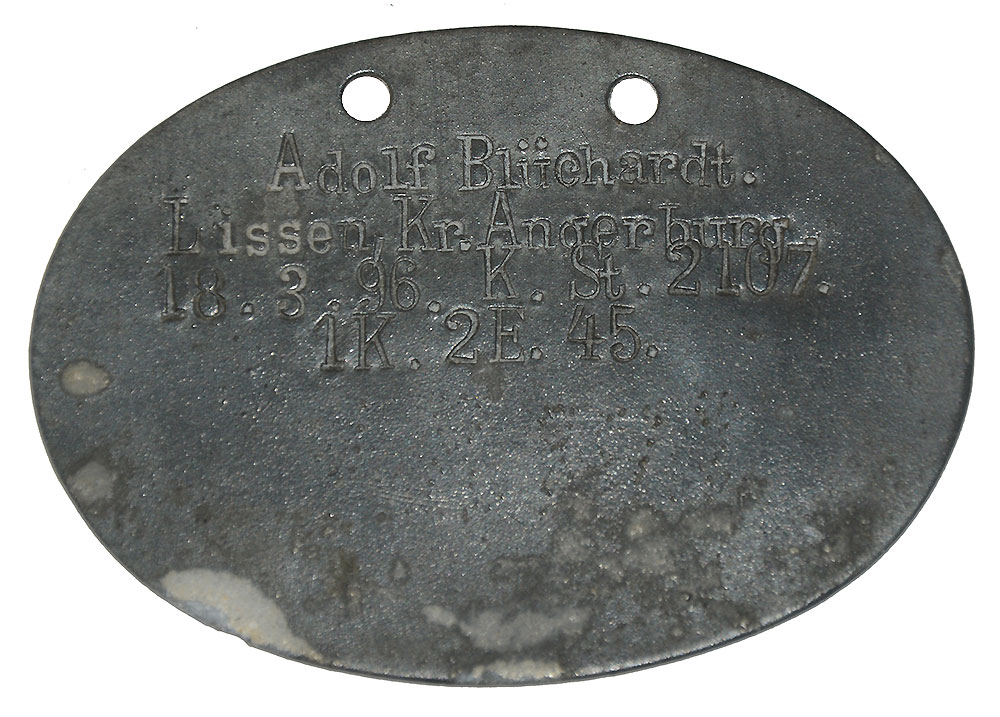 Adolf Blüchardt.
Lissen, Kr. Angerburg.
18.3.96. K. St. 2107.
1K. 2E. 45.